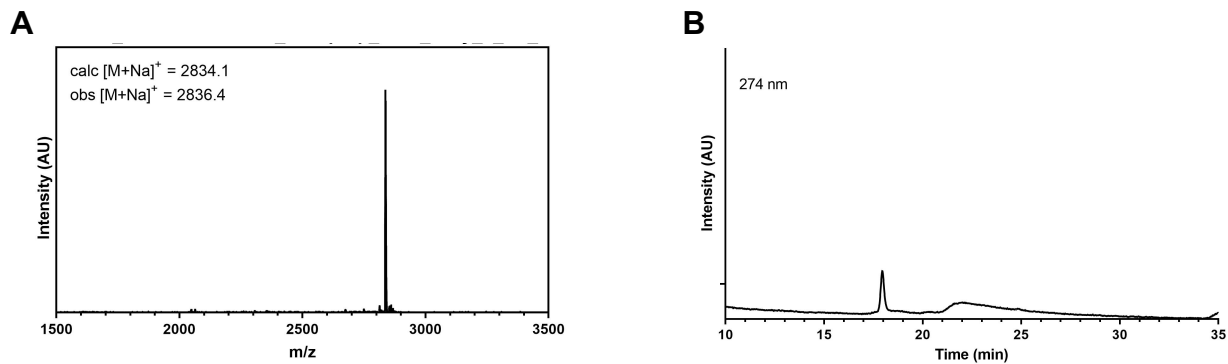 A
calc [M+Na]+ = 2834.1
obs [M+Na]+ = 2836.4
Intensity (AU)
1500 2000 2500 3000 3500
m/z
B
274 nm
Intensity (AU)
10 15 20 25 30 35
Time (min)